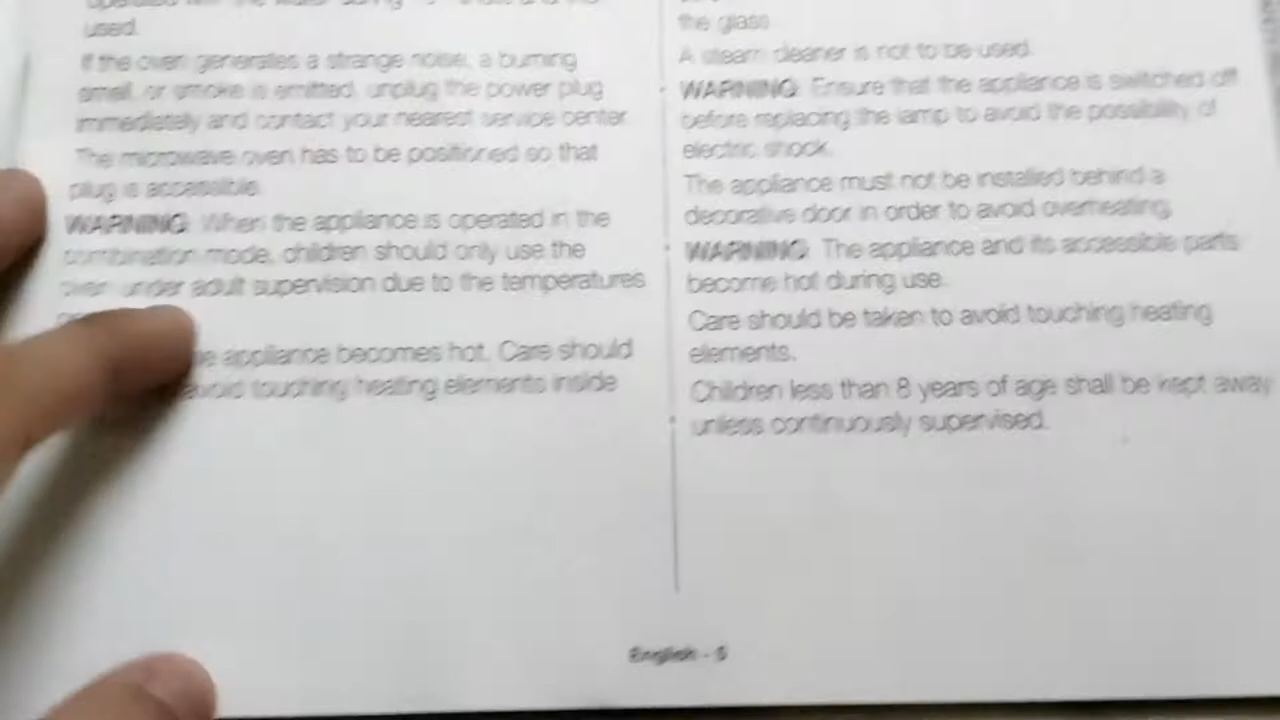 used.
If the oven generates a strange noise, a burning
smell, or smoke is emitted, unplug the power plug
immediately and contact your nearest service center.
The microwave oven has to be positioned so that
plug is accessible.
WARNING: When the appliance is operated in the
combination mode, children should only use the
oven under adult supervision due to the temperatures
appliance becomes hot. Care should
avoid touching heating elements inside
the glass.
A steam cleaner is not to be used.
WARNING: Ensure that the appliance is switched off
before replacing the lamp to avoid the possibility of
electric shock.
The appliance must not be installed behind a
decorative door in order to avoid overheating.
WARNING: The appliance and its accessible parts
become hot during use.
Care should be taken to avoid touching heating
elements.
Children less than 8 years of age shall be kept away
unless continuously supervised.
English -